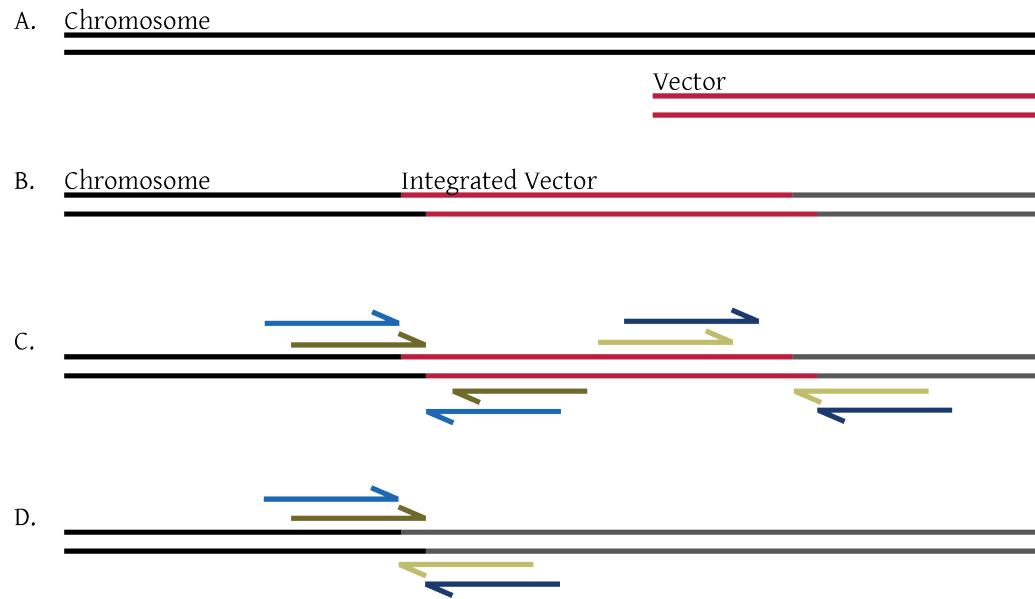 A. Chromosome
Vector
B. Chromosome Integrated Vector
C.
D.